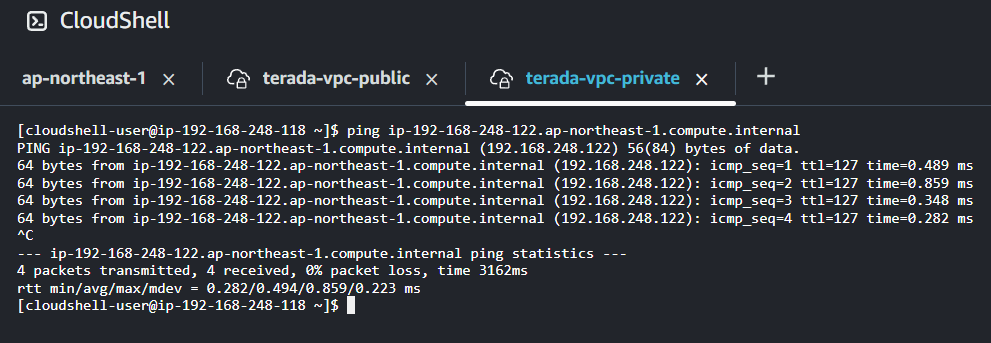 CloudShell
ap-northeast-1 × terada-vpc-public × terada-vpc-private × +
[cloudshell-user@ip-192-168-248-118 ~]$ ping ip-192-168-248-122.ap-northeast-1.compute.internal
PING ip-192-168-248-122.ap-northeast-1.compute.internal (192.168.248.122) 56(84) bytes of data.
64 bytes from ip-192-168-248-122.ap-northeast-1.compute.internal (192.168.248.122): icmp_seq=1 ttl=127 time=0.489 ms
64 bytes from ip-192-168-248-122.ap-northeast-1.compute.internal (192.168.248.122): icmp_seq=2 ttl=127 time=0.859 ms
64 bytes from ip-192-168-248-122.ap-northeast-1.compute.internal (192.168.248.122): icmp_seq=3 ttl=127 time=0.348 ms
64 bytes from ip-192-168-248-122.ap-northeast-1.compute.internal (192.168.248.122): icmp_seq=4 ttl=127 time=0.282 ms
^C
--- ip-192-168-248-122.ap-northeast-1.compute.internal ping statistics ---
4 packets transmitted, 4 received, 0% packet loss, time 3162ms
rtt min/avg/max/mdev = 0.282/0.494/0.859/0.223 ms
[cloudshell-user@ip-192-168-248-118 ~]$